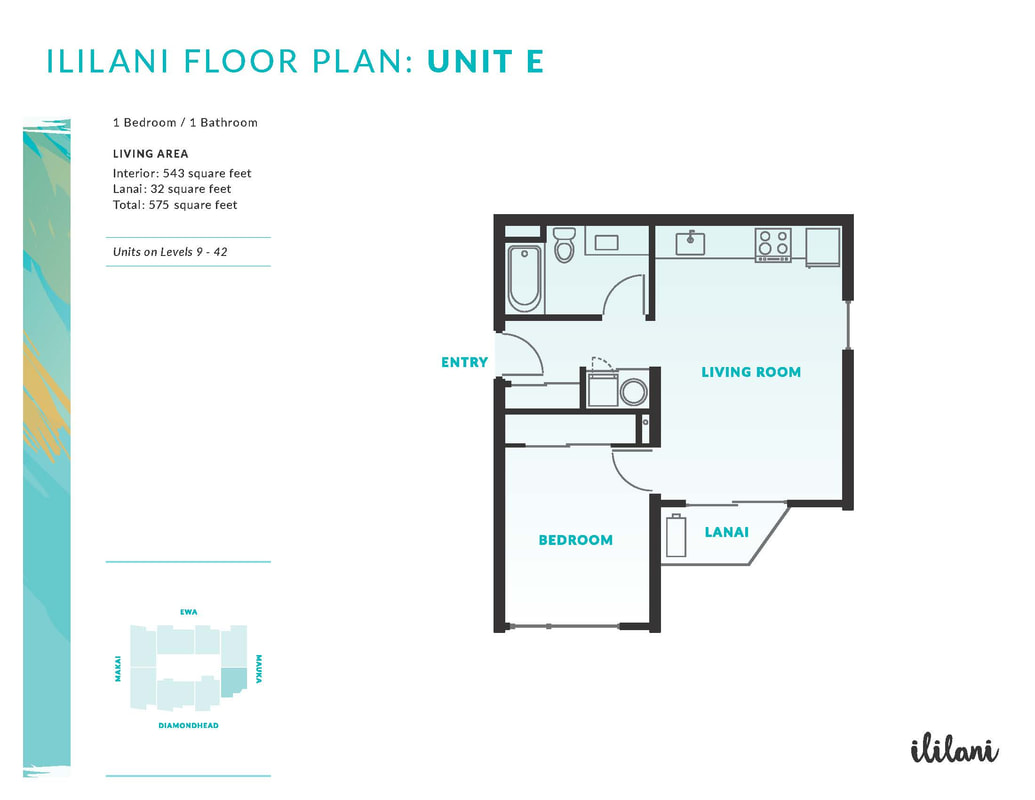 ILILANI FLOOR PLAN: UNIT E
1 Bedroom / 1 Bathroom
LIVING AREA
Interior: 543 square feet
Lanai: 32 square feet
Total: 575 square feet
Units on Levels 9 - 42
ENTRY
LIVING ROOM
BEDROOM
LANAI
EWA
MAKAI
MAUKA
DIAMONDHEAD
ililani